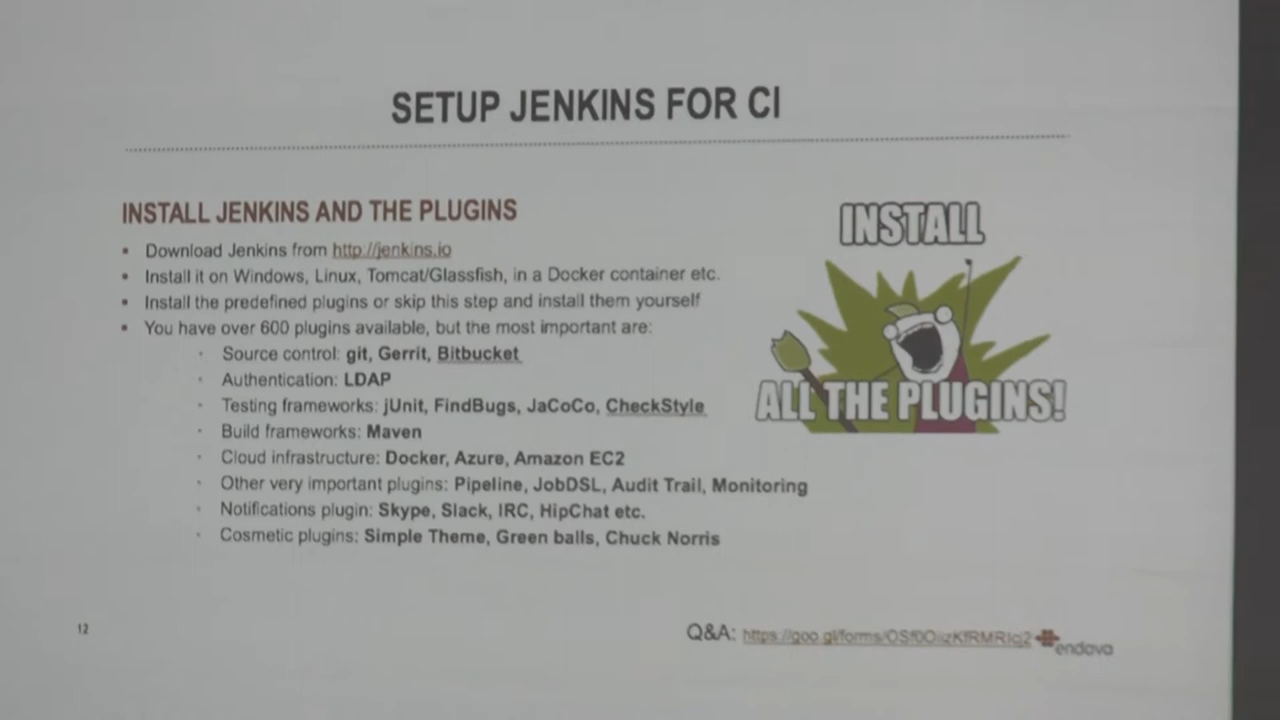 SETUP JENKINS FOR CI
INSTALL JENKINS AND THE PLUGINS
▪ Download Jenkins from http://jenkins.io
▪ Install it on Windows, Linux, Tomcat/Glassfish, in a Docker container etc.
▪ Install the predefined plugins or skip this step and install them yourself
▪ You have over 600 plugins available, but the most important are:
· Source control: git, Gerrit, Bitbucket
· Authentication: LDAP
· Testing frameworks: jUnit, FindBugs, JaCoCo, CheckStyle
· Build frameworks: Maven
· Cloud infrastructure: Docker, Azure, Amazon EC2
· Other very important plugins: Pipeline, JobDSL, Audit Trail, Monitoring
· Notifications plugin: Skype, Slack, IRC, HipChat etc.
· Cosmetic plugins: Simple Theme, Green balls, Chuck Norris
INSTALL
ALL THE PLUGINS!
12
Q&A:
endava